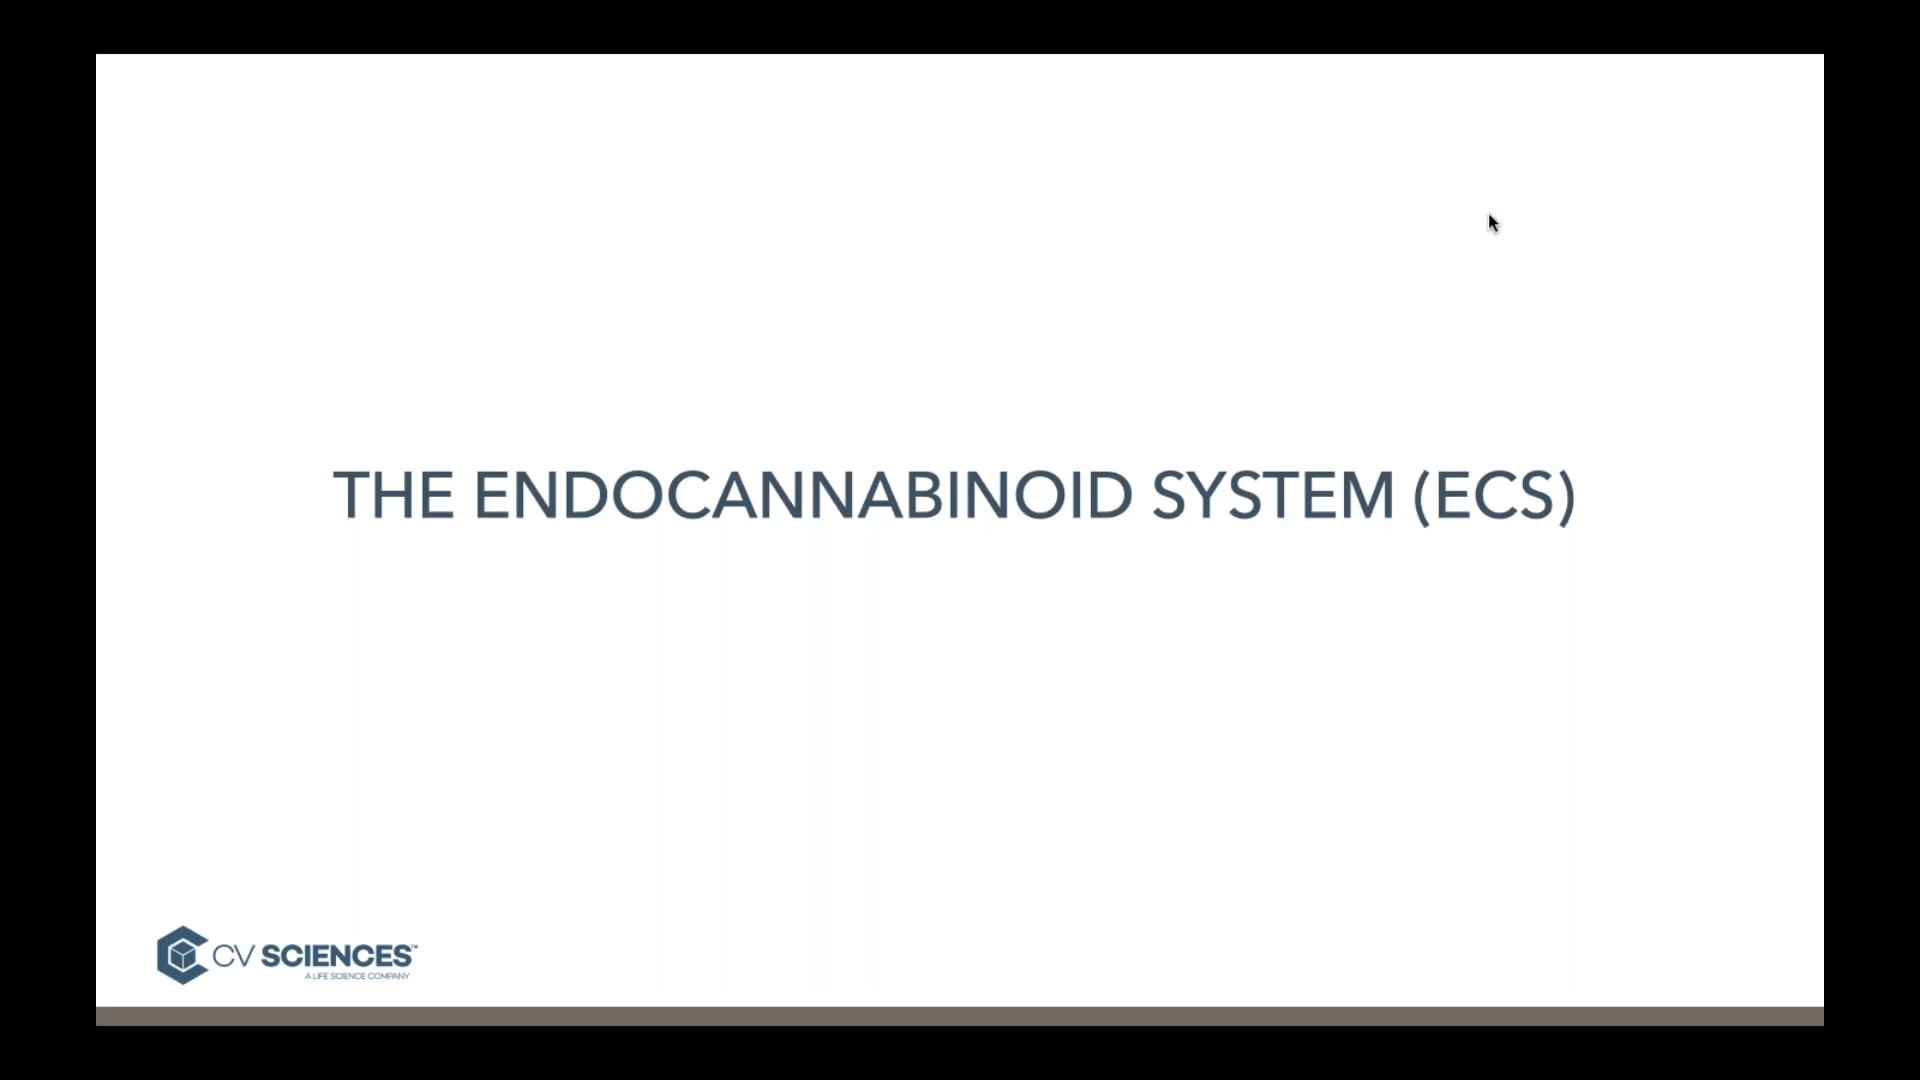 THE ENDOCANNABINOID SYSTEM (ECS)
CV SCIENCES™
A LIFE SCIENCE COMPANY